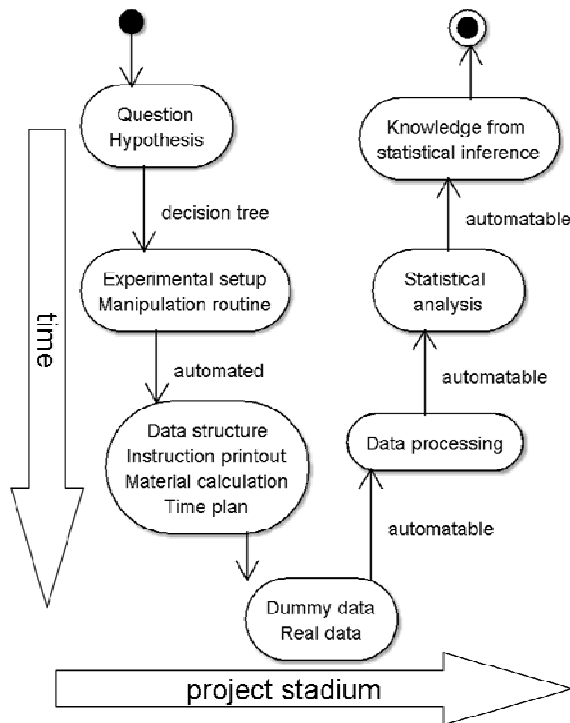 Question
Hypothesis
decision tree
Experimental setup
Manipulation routine
automated
Data structure
Instruction printout
Material calculation
Time plan
Dummy data
Real data
automatable
Data processing
automatable
Statistical
analysis
automatable
Knowledge from
statistical inference
time
project stadium